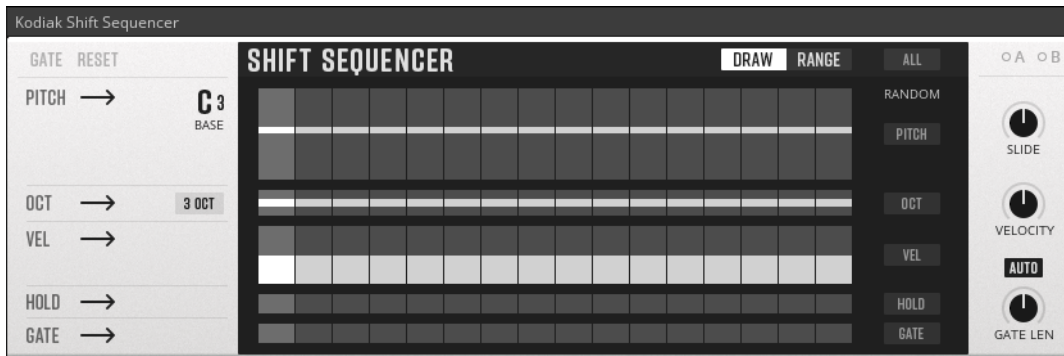 Kodiak Shift Sequencer
GATE RESET
SHIFT SEQUENCER
DRAW RANGE ALL
A B
PITCH C 3
BASE
RANDOM
PITCH
SLIDE
OCT 3 OCT
OCT
VEL
VEL
VELOCITY
AUTO
HOLD
HOLD
GATE
GATE
GATE LEN